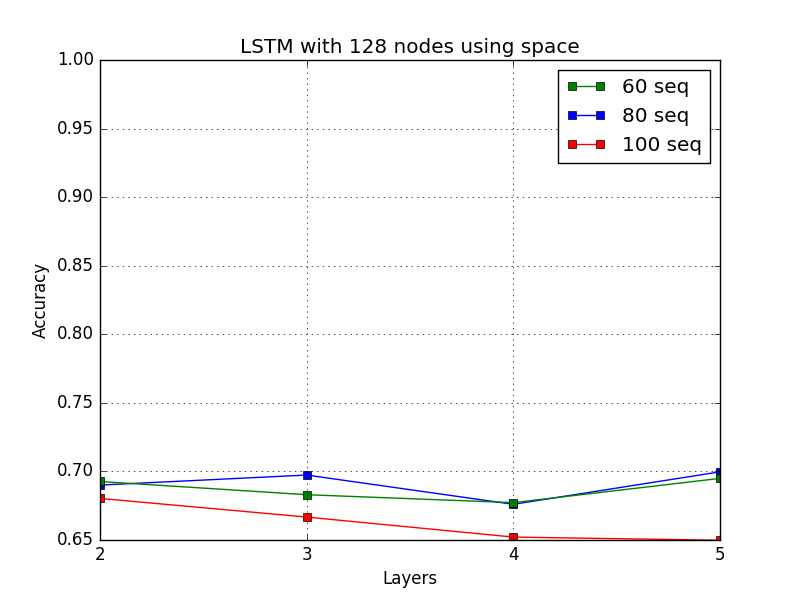 LSTM with 128 nodes using space
1.00
0.95
0.90
0.85
0.80
0.75
0.70
0.65
Accuracy
60 seq
80 seq
100 seq
2 3 4 5
Layers